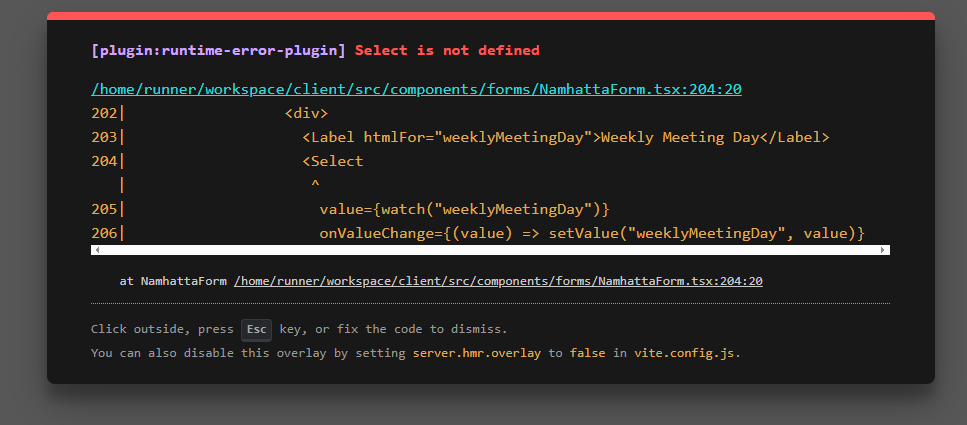 [plugin:runtime-error-plugin] Select is not defined
/home/runner/workspace/client/src/components/forms/NamhattaForm.tsx:204:20
202|                  <div>
203|                    <Label htmlFor="weeklyMeetingDay">Weekly Meeting Day</Label>
204|                    <Select
   |                     ^
205|                      value={watch("weeklyMeetingDay")}
206|                      onValueChange={(value) => setValue("weeklyMeetingDay", value)}
at NamhattaForm /home/runner/workspace/client/src/components/forms/NamhattaForm.tsx:204:20
Click outside, press Esc key, or fix the code to dismiss.
You can also disable this overlay by setting server.hmr.overlay to false in vite.config.js.